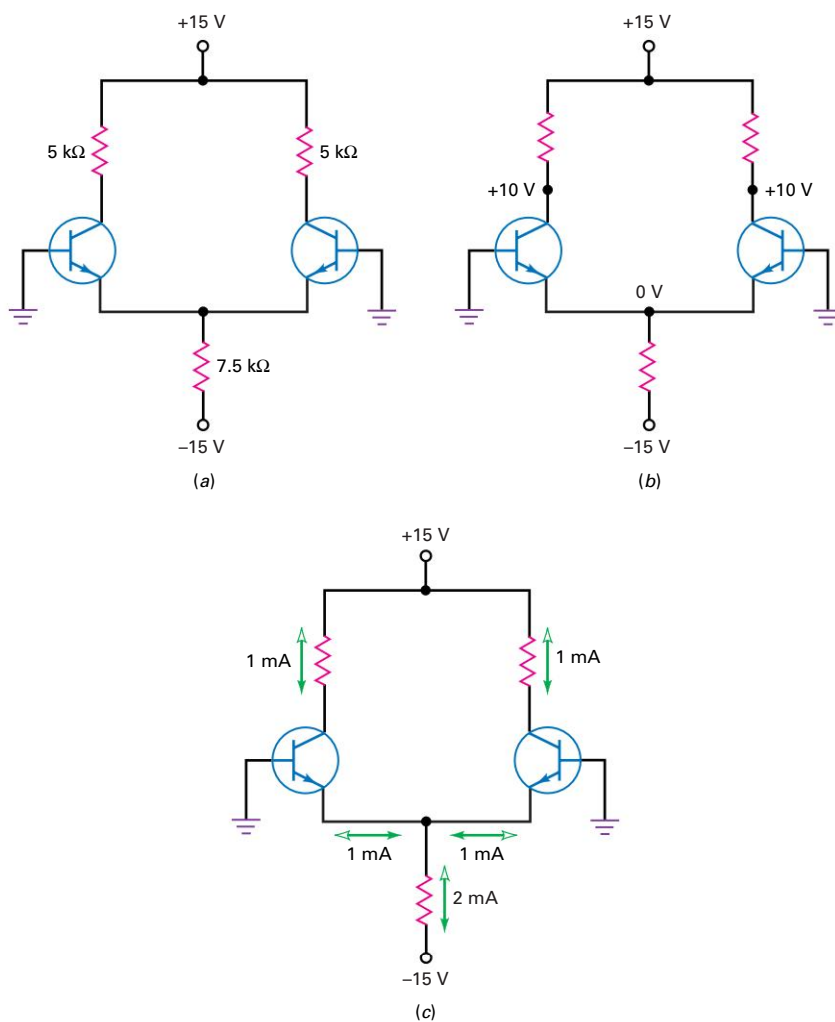 +15 V
+15 V
5 kΩ
5 kΩ
+10 V
+10 V
0 V
7.5 kΩ
–15 V
–15 V
(a)
(b)
+15 V
1 mA
1 mA
1 mA
1 mA
2 mA
–15 V
(c)